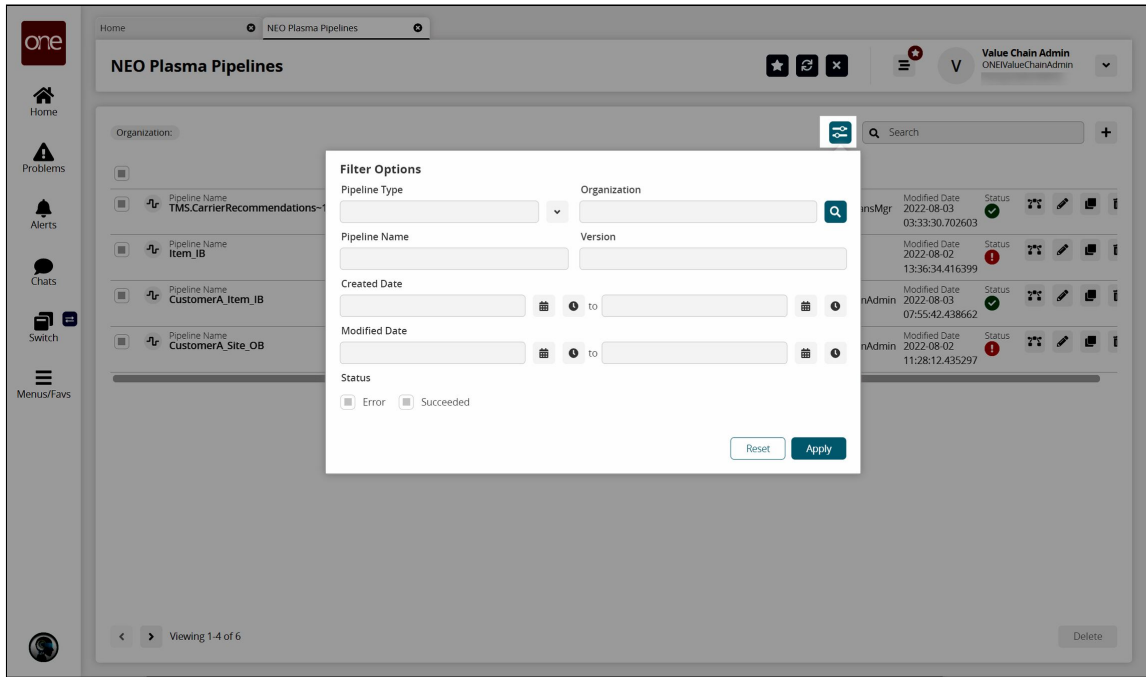 one
Home
NEO Plasma Pipelines
NEO Plasma Pipelines
V
Value Chain Admin
ONEIValueChainAdmin
Home
Problems
Alerts
Chats
Switch
Menus/Favs
Organization:
Search
Filter Options
Pipeline Type
Organization
Pipeline Name
Version
Created Date
to
Modified Date
to
Status
Error
Succeeded
Reset
Apply
Pipeline Name
TMS.CarrierRecommendations~1
ansMgr
Modified Date
2022-08-03
03:33:30.702603
Status
Pipeline Name
Item_IB
Modified Date
2022-08-02
13:36:34.416399
Status
Pipeline Name
CustomerA_Item_IB
nAdmin
Modified Date
2022-08-03
07:55:42.438662
Status
Pipeline Name
CustomerA_Site_OB
nAdmin
Modified Date
2022-08-02
11:28:12.435297
Status
Viewing 1-4 of 6
Delete